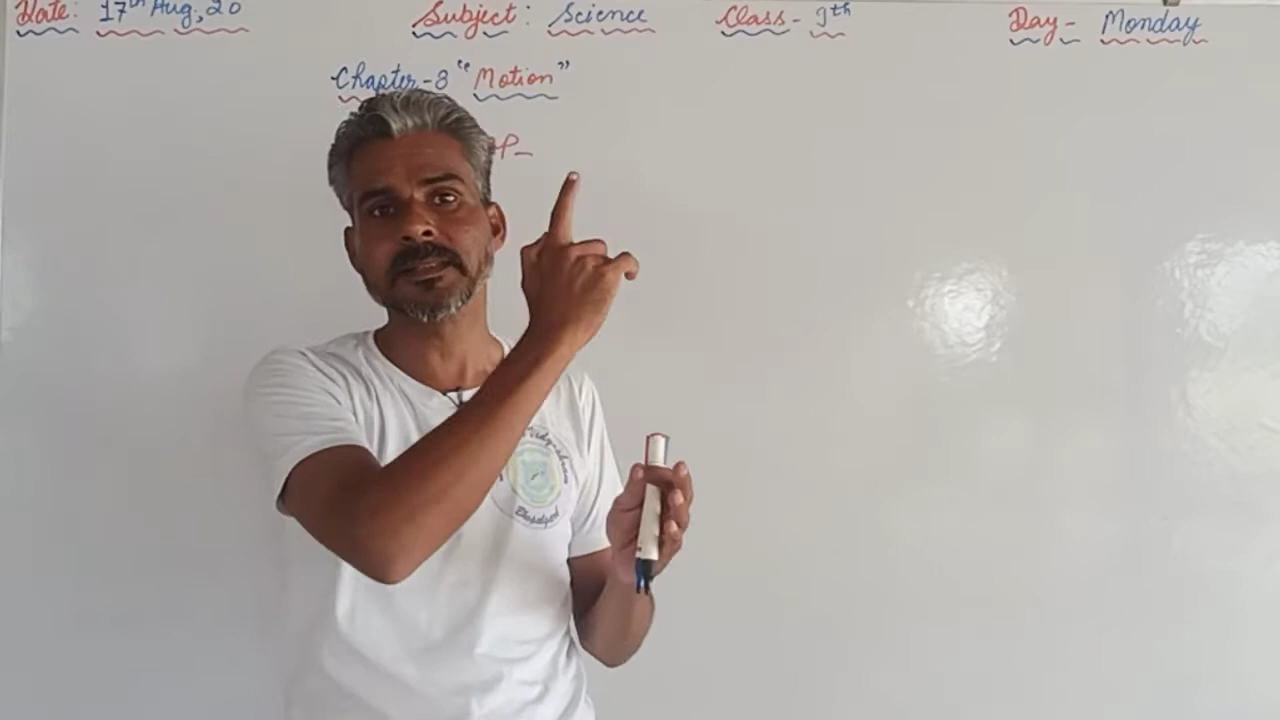 Date: 17th Aug, 20 Subject: Science Class- 9th Day- Monday
Chapter-8 "Motion"